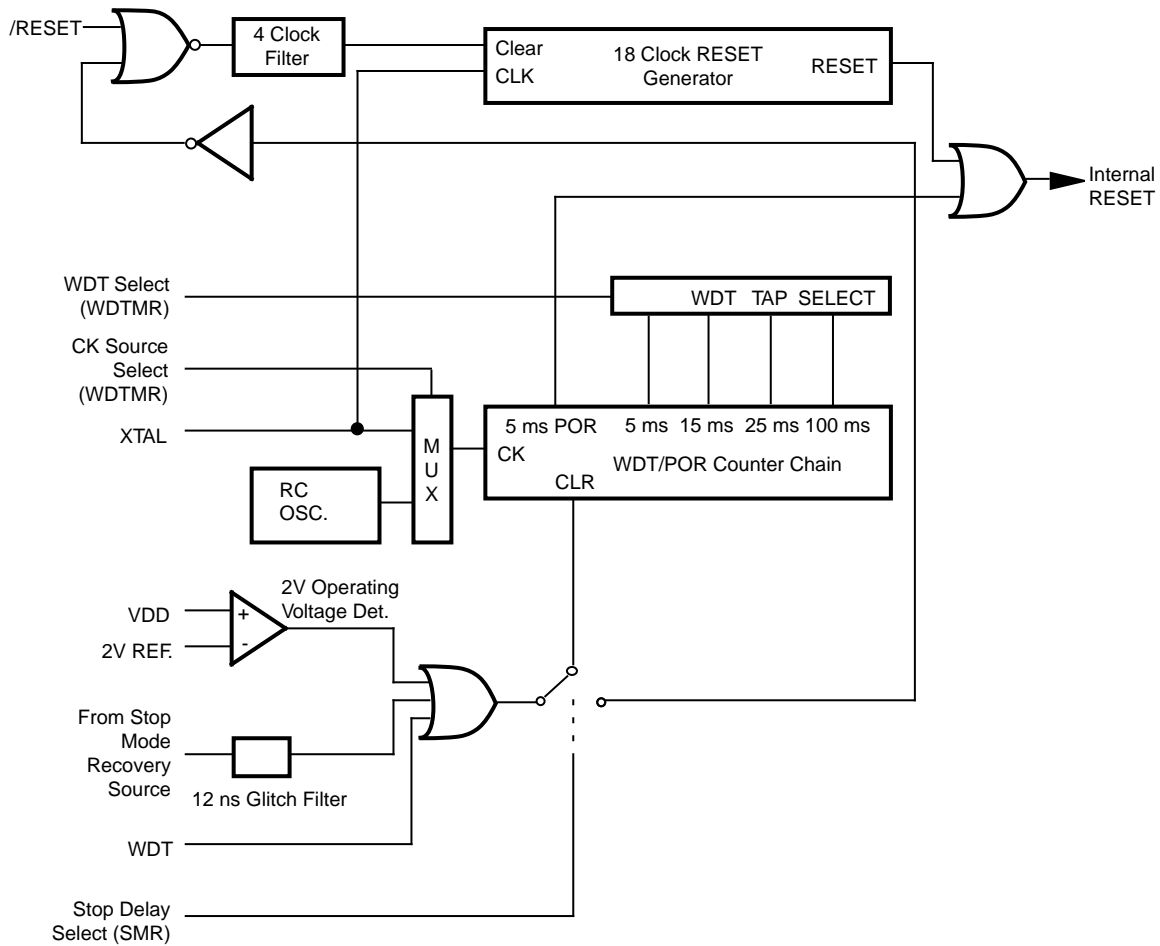 /RESET
4 Clock
Filter
Clear
CLK
18 Clock RESET
Generator
RESET
Internal
RESET
WDT Select
(WDTMR)
WDT TAP SELECT
CK Source
Select
(WDTMR)
XTAL
M
U
X
5 ms POR
5 ms
15 ms
25 ms
100 ms
CK
WDT/POR Counter Chain
CLR
RC
OSC.
2V Operating
Voltage Det.
VDD
+
2V REF.
-
From Stop
Mode
Recovery
Source
12 ns Glitch Filter
WDT
Stop Delay
Select (SMR)